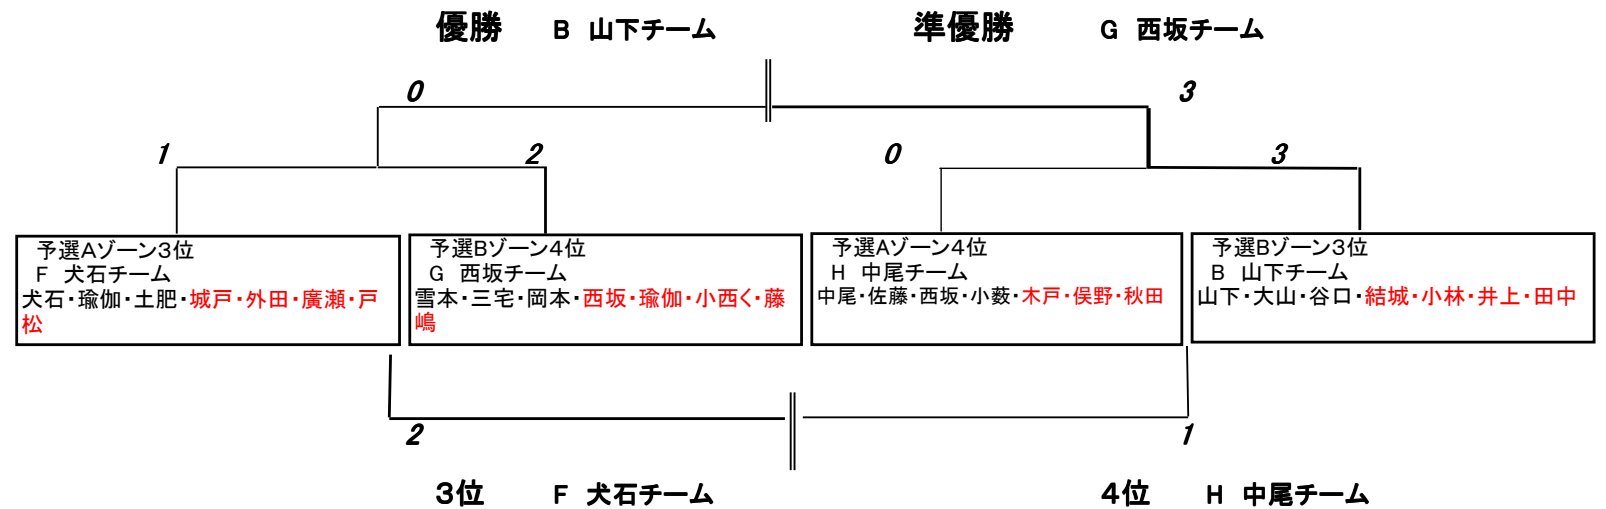 優勝 B 山下チーム 準優勝 G 西坂チーム
0 3
1 2 0 3
予選Aゾーン3位
F 犬石チーム
犬石・瑜伽・土肥・城戸・外田・廣瀬・戸
松
予選Bゾーン4位
G 西坂チーム
雪本・三宅・岡本・西坂・瑜伽・小西く・藤
嶋
予選Aゾーン4位
H 中尾チーム
中尾・佐藤・西坂・小薮・木戸・俣野・秋田
予選Bゾーン3位
B 山下チーム
山下・大山・谷口・結城・小林・井上・田中
2 1
3位 F 犬石チーム 4位 H 中尾チーム